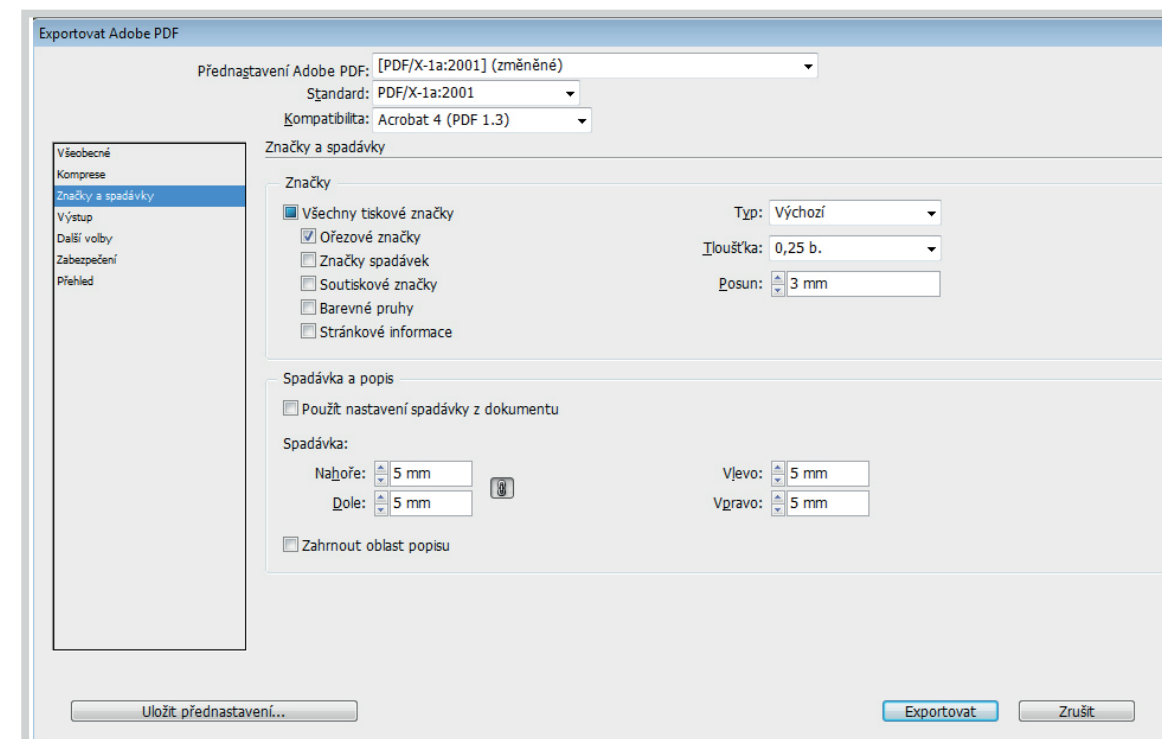 Exportovat Adobe PDF
Přednastavení Adobe PDF: [PDF/X-1a:2001] (změněné)
Standard: PDF/X-1a:2001
Kompatibilita: Acrobat 4 (PDF 1.3)
Všeobecné
Komprese
Značky a spadávky
Výstup
Další volby
Zabezpečení
Přehled
Značky a spadávky
Značky
Všechny tiskové značky
Ořezové značky
Značky spadávek
Soutiskové značky
Barevné pruhy
Stránkové informace
Typ: Výchozí
Tloušťka: 0,25 b.
Posun: 3 mm
Spadávka a popis
Použít nastavení spadávky z dokumentu
Spadávka:
Nahoře: 5 mm
Dole: 5 mm
Vlevo: 5 mm
Vpravo: 5 mm
Zahrnout oblast popisu
Uložit přednastavení...
Exportovat
Zrušit